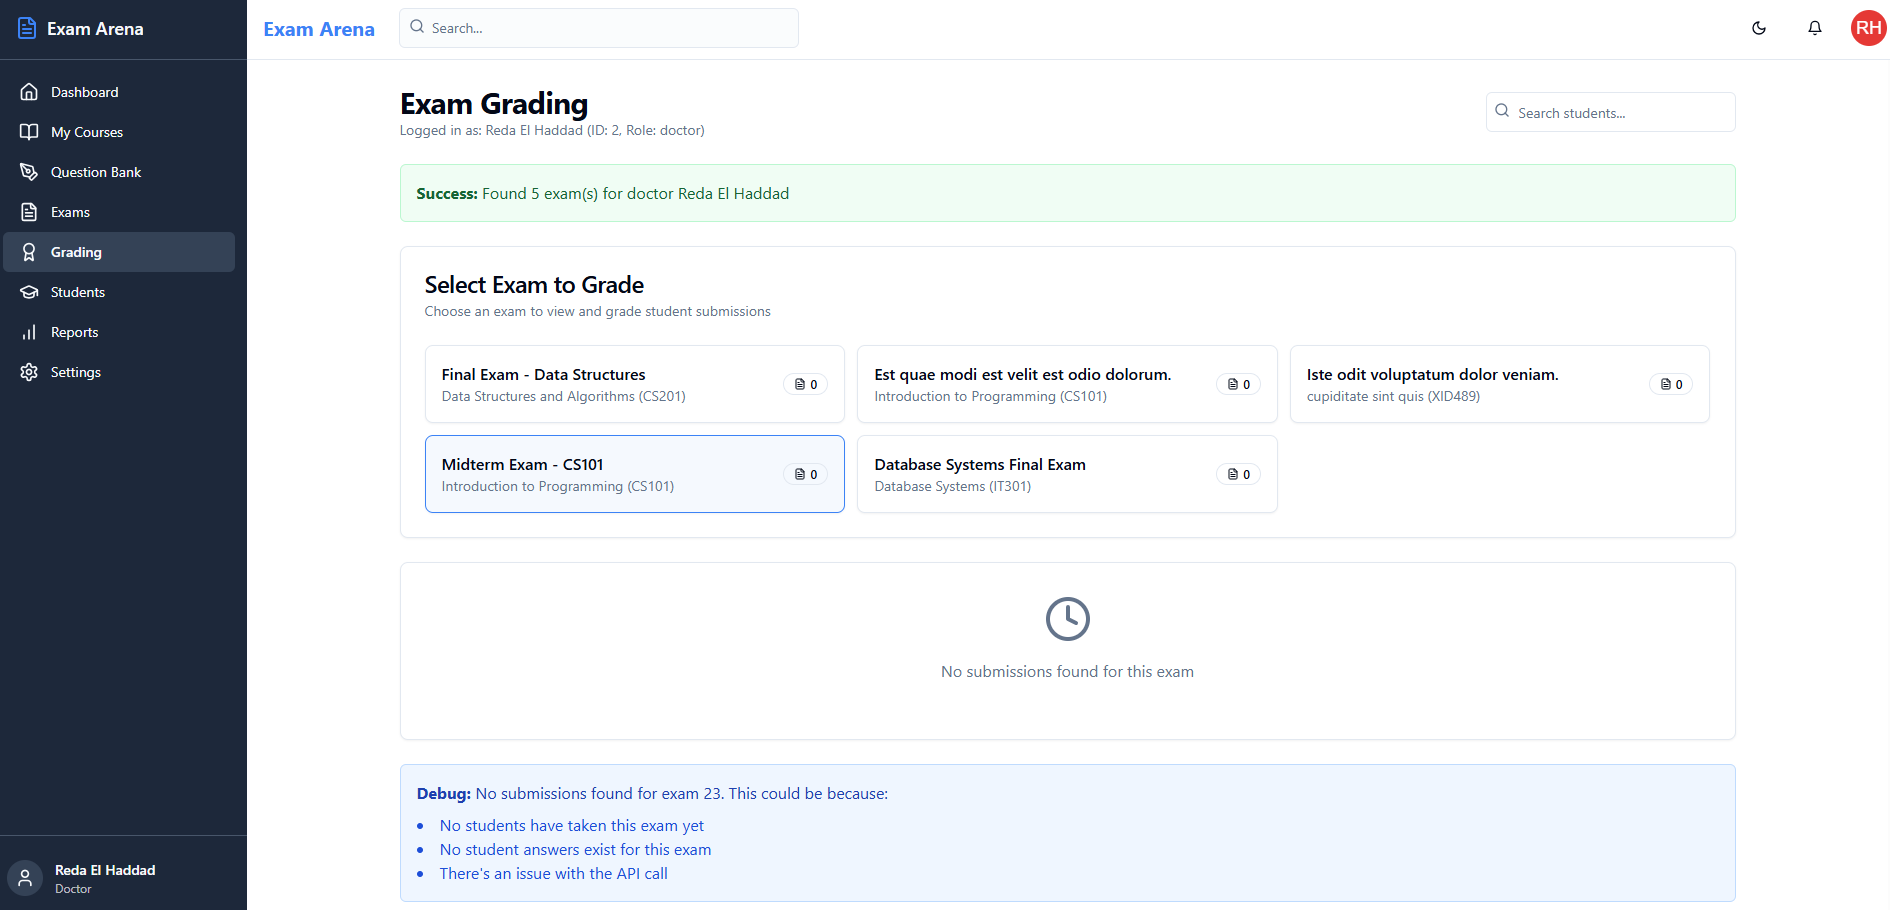 Exam Arena
Dashboard
My Courses
Question Bank
Exams
Grading
Students
Reports
Settings
Reda El Haddad
Doctor
Exam Arena
Search...
RH
Exam Grading
Logged in as: Reda El Haddad (ID: 2, Role: doctor)
Search students...
Success: Found 5 exam(s) for doctor Reda El Haddad
Select Exam to Grade
Choose an exam to view and grade student submissions
Final Exam - Data Structures
Data Structures and Algorithms (CS201)
0
Est quae modi est velit est odio dolorum.
Introduction to Programming (CS101)
0
Iste odit voluptatum dolor veniam.
cupiditate sint quis (XID489)
0
Midterm Exam - CS101
Introduction to Programming (CS101)
0
Database Systems Final Exam
Database Systems (IT301)
0
No submissions found for this exam
Debug: No submissions found for exam 23. This could be because:
• No students have taken this exam yet
• No student answers exist for this exam
• There's an issue with the API call